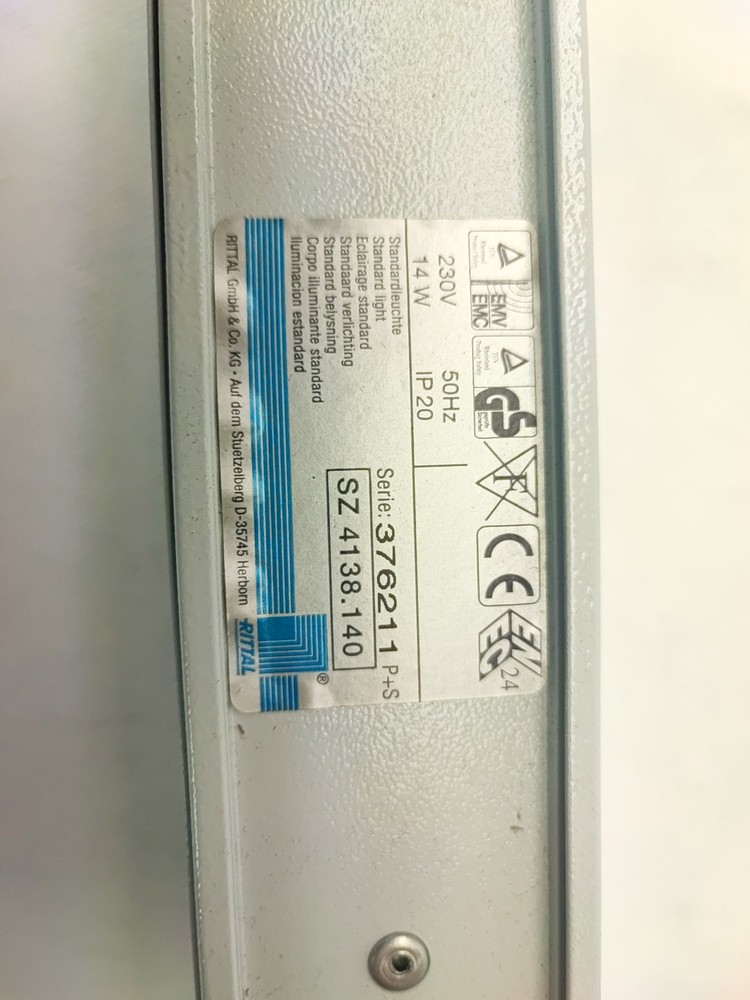 EMV
EMC
GS
F
CE
EN
EC
24
230V 50Hz
14 W IP 20
Standardleuchte
Standard light
Eclairage standard
Standaard verlichting
Standard belysning
Corpo illuminante standard
Iluminacion estandard
Serie: 376211 P+S
SZ 4138.140
RITTAL GmbH & Co. KG • Auf dem Stuetzelberg D-35745 Herborn
RITTAL ®